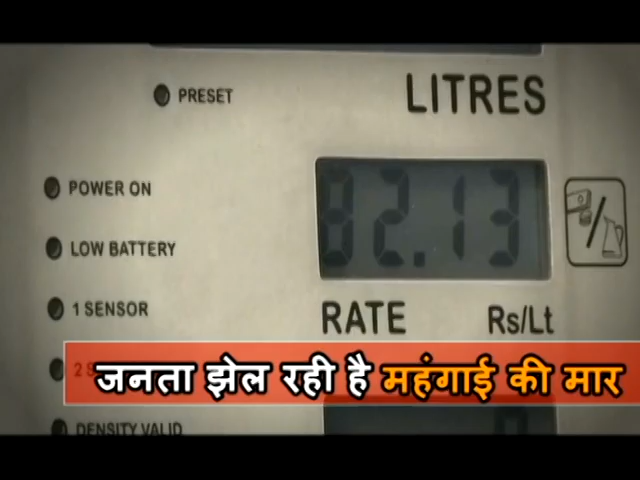 LITRES
PRESET
POWER ON
82.13
LOW BATTERY
1 SENSOR
RATE Rs/Lt
जनता झेल रही है महंगाई की मार
DENSITY VALID